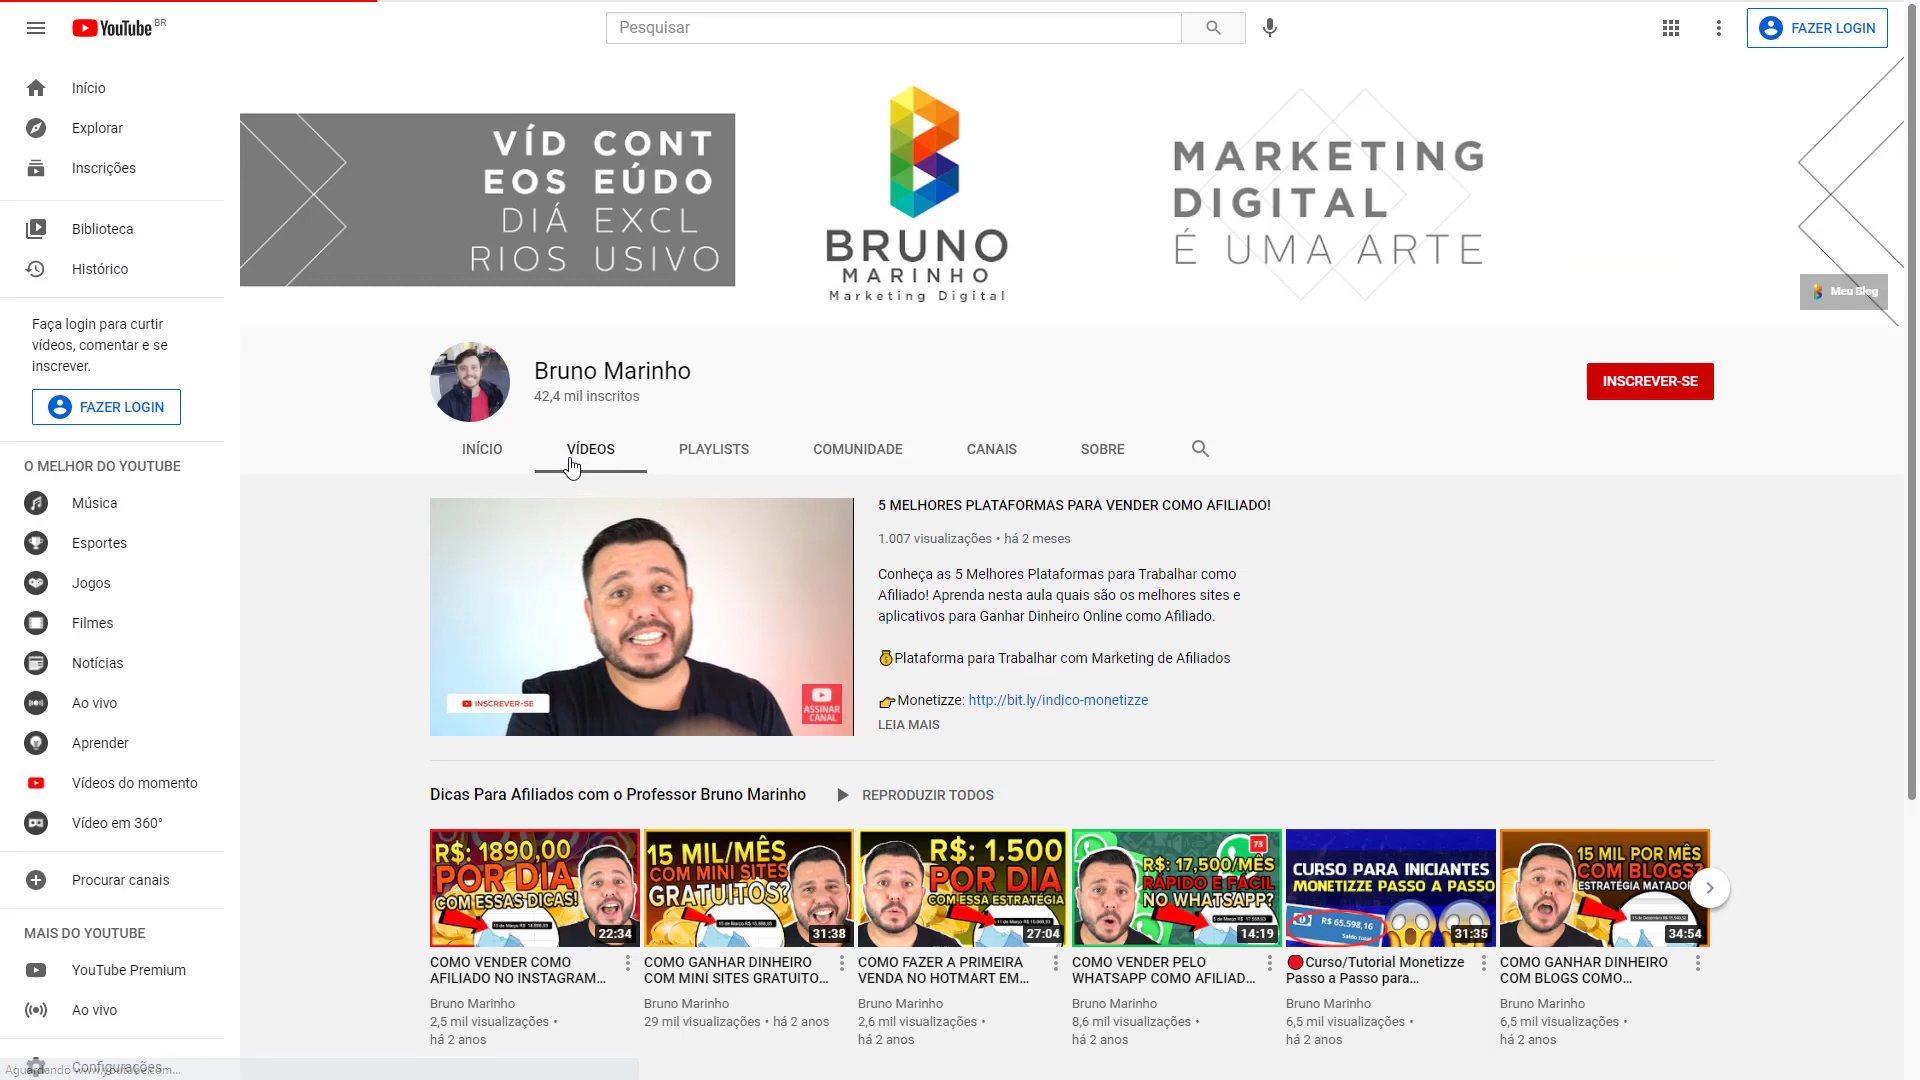 YouTube BR
Pesquisar
FAZER LOGIN
Início
Explorar
Inscrições
Biblioteca
Histórico
Faça login para curtir
vídeos, comentar e se
inscrever.
FAZER LOGIN
O MELHOR DO YOUTUBE
Música
Esportes
Jogos
Filmes
Notícias
Ao vivo
Aprender
Vídeos do momento
Vídeo em 360°
Procurar canais
MAIS DO YOUTUBE
YouTube Premium
Ao vivo
Configurações
Aguardando www.youtube.com...
VÍD CONT
EOS EÚDO
DIÁ EXCL
RIOS USIVO
BRUNO
MARINHO
Marketing Digital
MARKETING
DIGITAL
É UMA ARTE
Meu Blog
Bruno Marinho
42,4 mil inscritos
INSCREVER-SE
INÍCIO VÍDEOS PLAYLISTS COMUNIDADE CANAIS SOBRE
INSCREVER-SE
ASSINAR
CANAL
5 MELHORES PLATAFORMAS PARA VENDER COMO AFILIADO!
1.007 visualizações • há 2 meses
Conheça as 5 Melhores Plataformas para Trabalhar como
Afiliado! Aprenda nesta aula quais são os melhores sites e
aplicativos para Ganhar Dinheiro Online como Afiliado.
💰Plataforma para Trabalhar com Marketing de Afiliados
👉Monetizze: http://bit.ly/indico-monetizze
LEIA MAIS
Dicas Para Afiliados com o Professor Bruno Marinho
REPRODUZIR TODOS
R$: 1890,00
POR DIA
COM ESSAS DICAS!
22:34
COMO VENDER COMO
AFILIADO NO INSTAGRAM...
Bruno Marinho
2,5 mil visualizações •
há 2 anos
15 MIL/MÊS
COM MINI SITES
GRATUITOS?
31:38
COMO GANHAR DINHEIRO
COM MINI SITES GRATUITO...
Bruno Marinho
29 mil visualizações • há 2 anos
R$: 1.500
POR DIA
COM ESSA ESTRATÉGIA
27:04
COMO FAZER A PRIMEIRA
VENDA NO HOTMART EM...
Bruno Marinho
2,6 mil visualizações •
há 2 anos
73
R$: 17,500/MÊS
RÁPIDO E FÁCIL
NO WHATSAPP?
14:19
COMO VENDER PELO
WHATSAPP COMO AFILIAD...
Bruno Marinho
8,6 mil visualizações •
há 2 anos
CURSO PARA INICIANTES
MONETIZZE PASSO A PASSO
R$ 65.598,16
Saldo total
31:35
🔴Curso/Tutorial Monetizze
Passo a Passo para...
Bruno Marinho
6,5 mil visualizações •
há 2 anos
15 MIL POR MÊS
COM BLOGS?
ESTRATÉGIA MATADOR
34:54
COMO GANHAR DINHEIRO
COM BLOGS COMO...
Bruno Marinho
6,5 mil visualizações •
há 2 anos